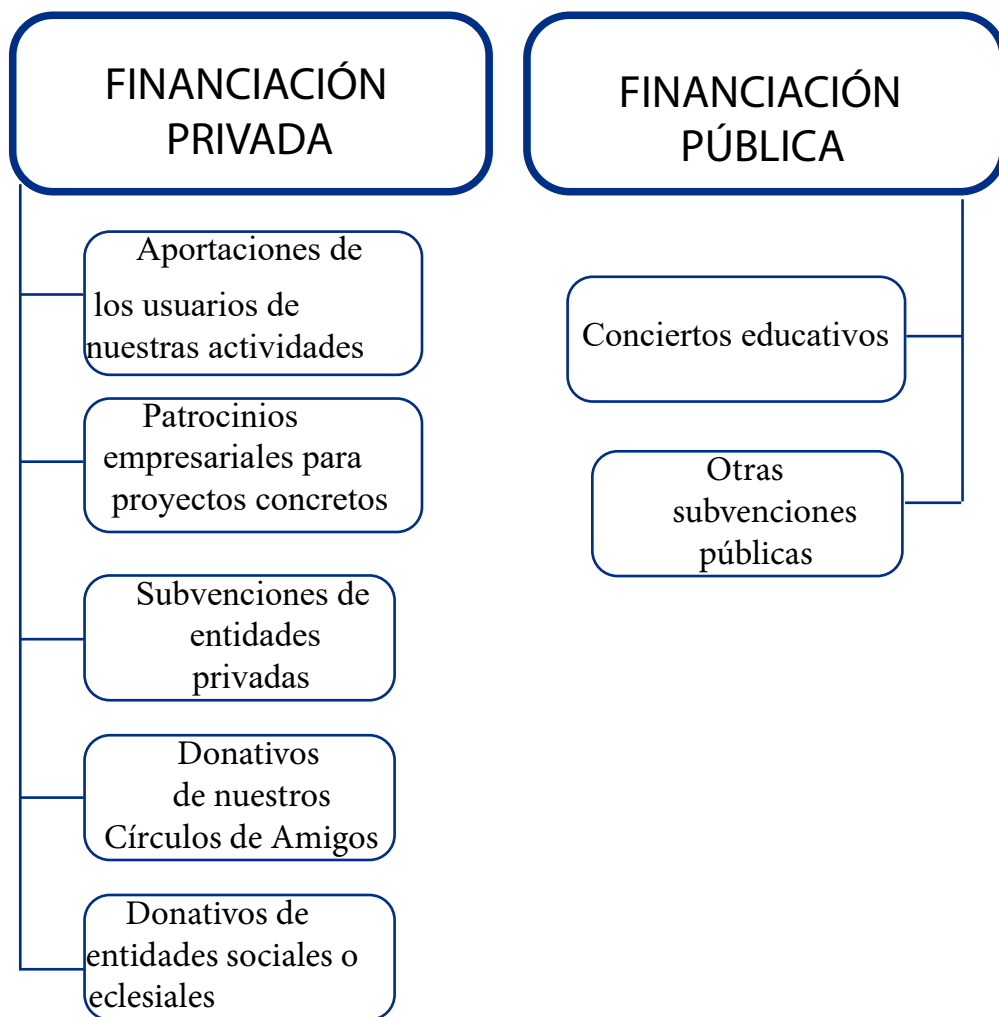 FINANCIACIÓN
PRIVADA
Aportaciones de
los usuarios de
nuestras actividades
Patrocinios
empresariales para
proyectos concretos
Subvenciones de
entidades
privadas
Donativos
de nuestros
Círculos de Amigos
Donativos de
entidades sociales o
eclesiales
FINANCIACIÓN
PÚBLICA
Conciertos educativos
Otras
subvenciones
públicas